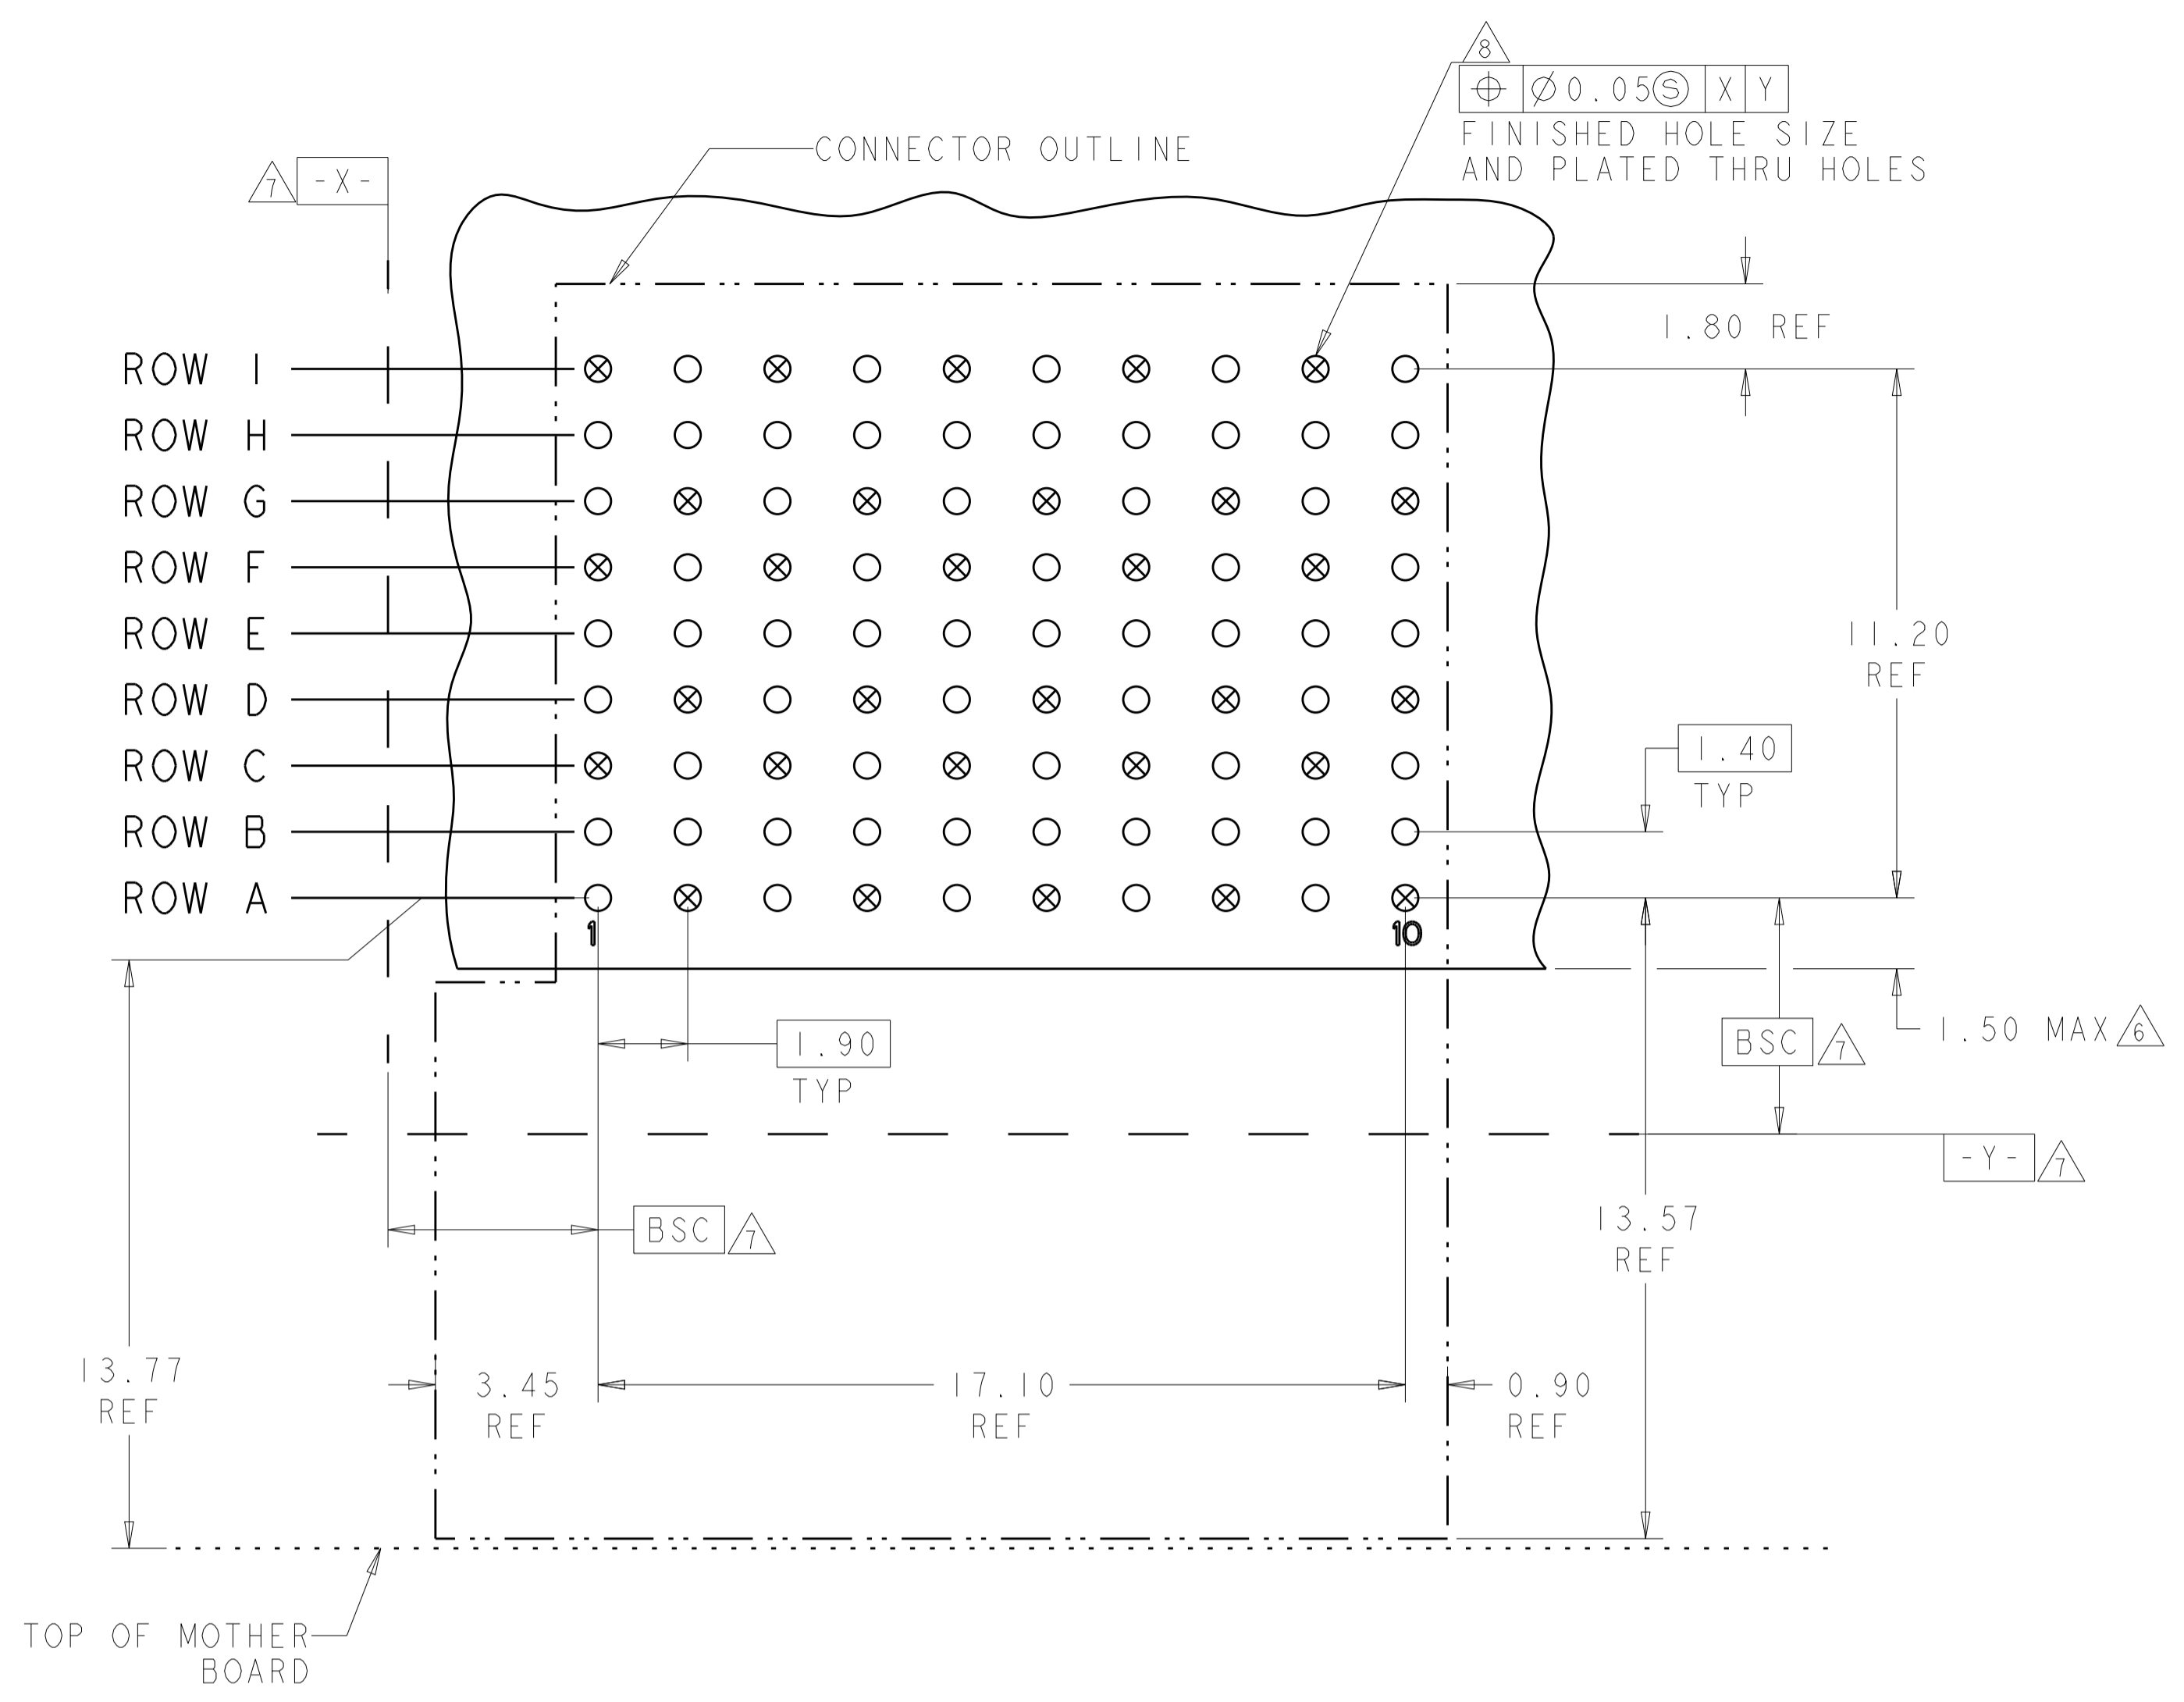 8
⌖ ⌀0.05Ⓢ X Y
FINISHED HOLE SIZE
AND PLATED THRU HOLES
CONNECTOR OUTLINE
7 -X-
1.80 REF
ROW I
ROW H
ROW G
ROW F
ROW E
ROW D
ROW C
ROW B
ROW A
11.20
REF
1.40
TYP
1 10
1.50 MAX 6
BSC 7
1.90
TYP
-Y- 7
BSC 7
13.57
REF
13.77
REF
3.45
REF
17.10
REF
0.90
REF
TOP OF MOTHER
BOARD